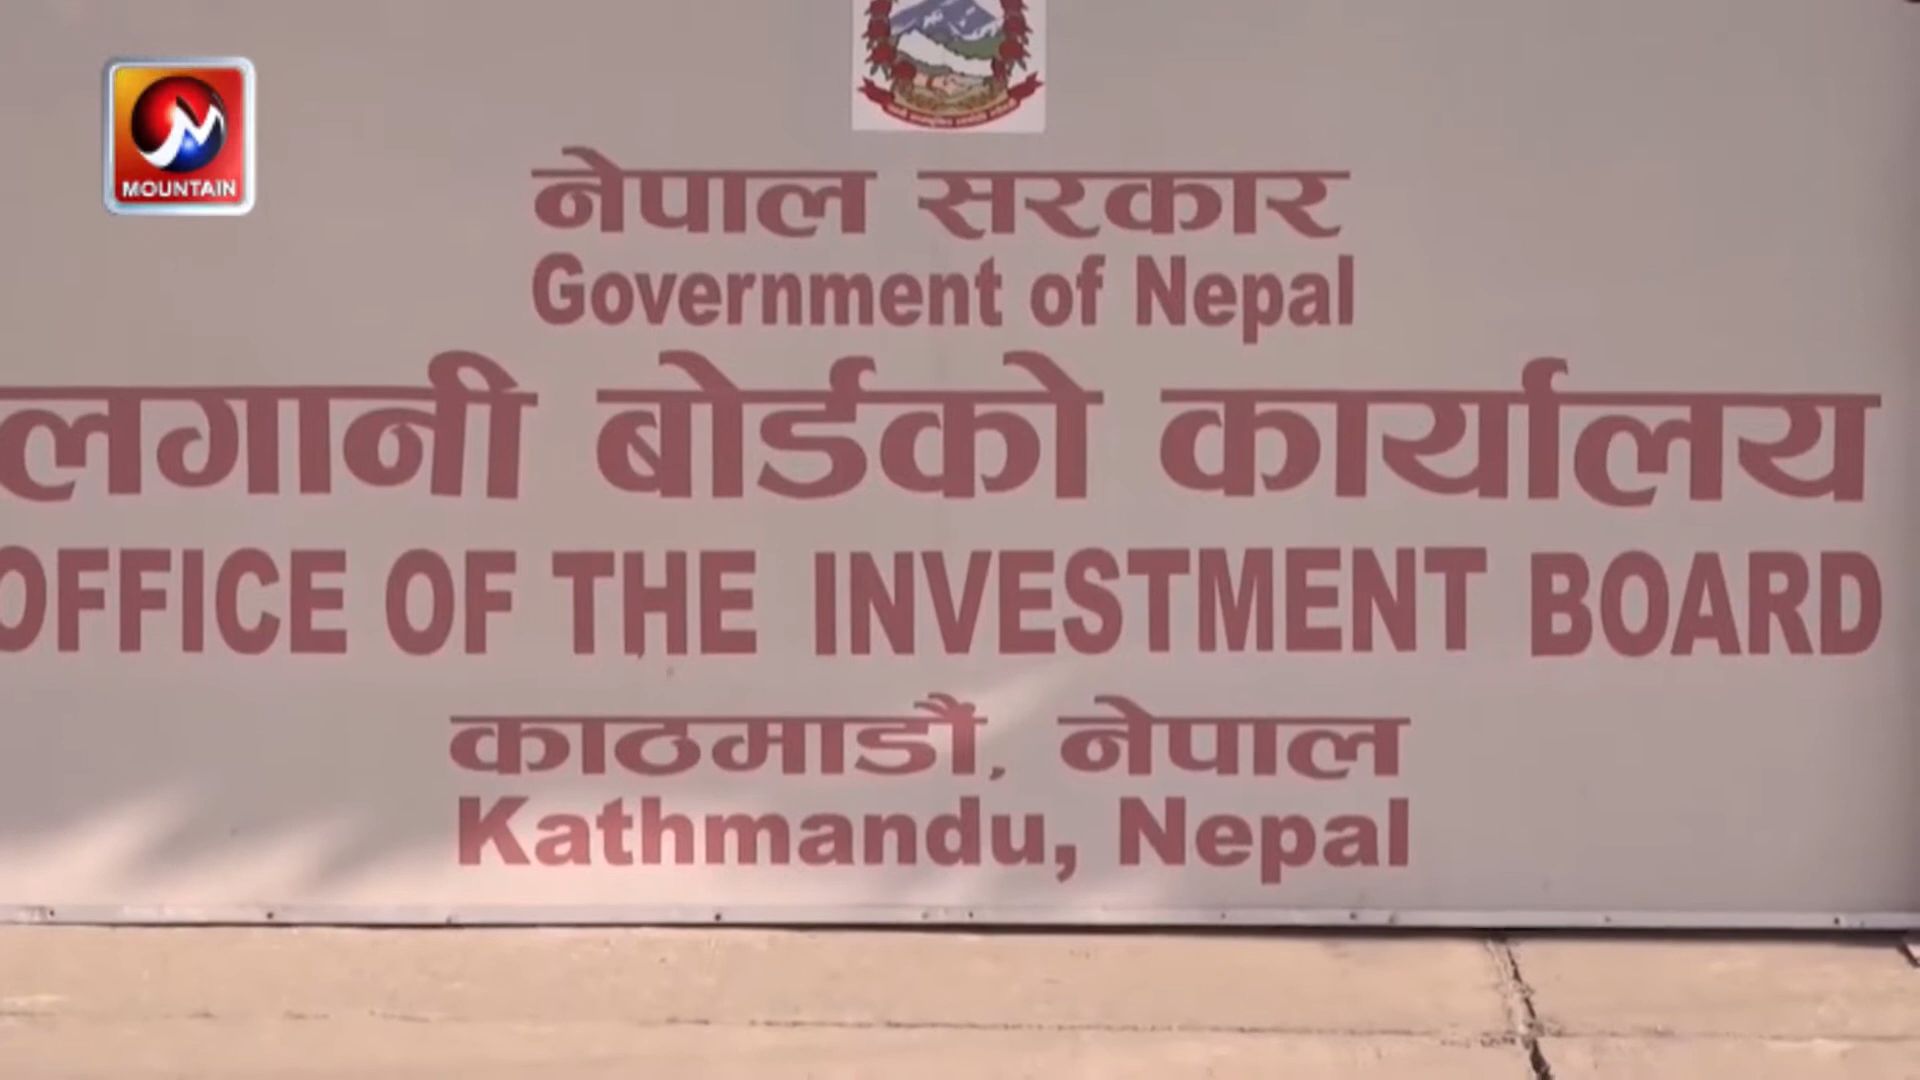 MOUNTAIN
नेपाल सरकार
Government of Nepal
लगानी बोर्डको कार्यालय
OFFICE OF THE INVESTMENT BOARD
काठमाडौं, नेपाल
Kathmandu, Nepal